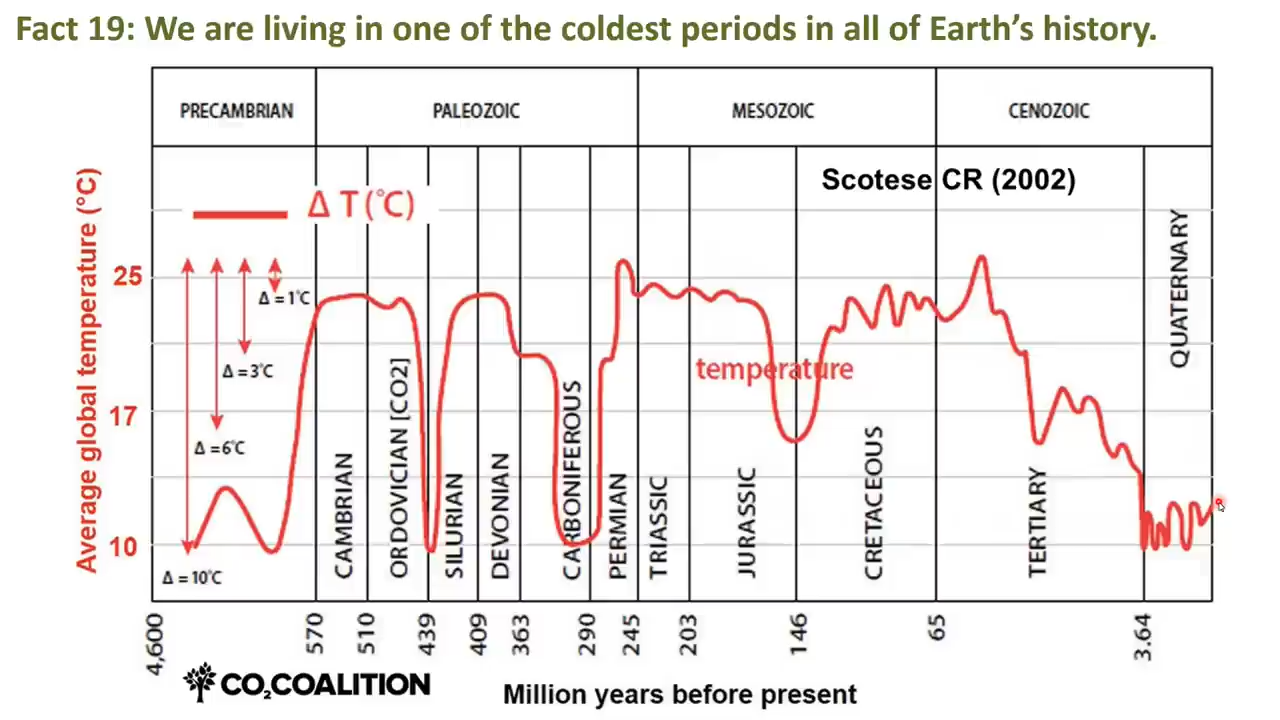 Fact 19: We are living in one of the coldest periods in all of Earth's history.
PRECAMBRIAN
PALEOZOIC
MESOZOIC
CENOZOIC
Scotese CR (2002)
Δ T(°C)
Average global temperature (°C)
25
17
10
Δ = 1°C
Δ = 3°C
Δ = 6°C
Δ = 10°C
temperature
CAMBRIAN
ORDOVICIAN [CO2]
SILURIAN
DEVONIAN
CARBONIFEROUS
PERMIAN
TRIASSIC
JURASSIC
CRETACEOUS
TERTIARY
QUATERNARY
4,600
570
510
439
409
363
290
245
203
146
65
3.64
CO₂COALITION
Million years before present